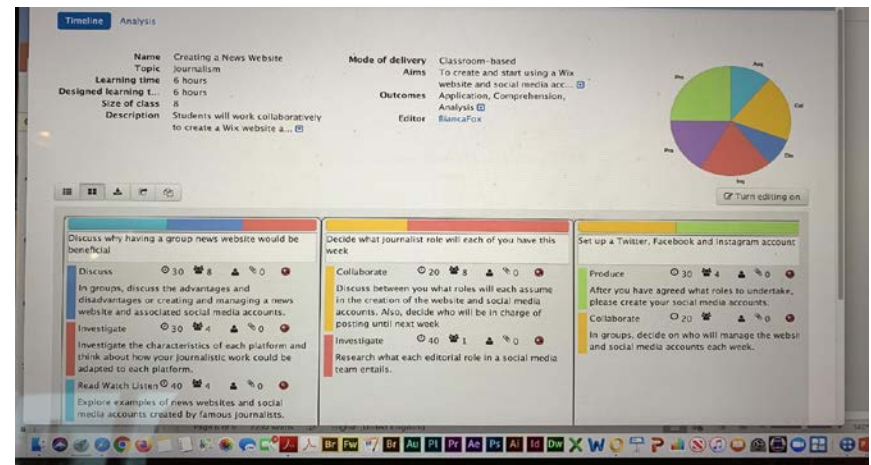 Timeline Analysis
Name Creating a News Website
Topic Journalism
Learning time 6 hours
Designed learning t... 6 hours
Size of class 8
Description Students will work collaboratively
to create a Wix website a...
Mode of delivery Classroom-based
Aims To create and start using a Wix
website and social media acc...
Outcomes Application, Comprehension,
Analysis
Editor BiancaFox
Turn editing on
Discuss why having a group news website would be
beneficial
Discuss 30 8 0
In groups, discuss the advantages and
disadvantages or creating and managing a news
website and associated social media accounts.
Investigate 30 4 0
Investigate the characteristics of each platform and
think about how your journalistic work could be
adapted to each platform.
Read Watch Listen 40 4 0
Explore examples of news websites and social
media accounts created by famous journalists.
Decide what journalist role will each of you have this
week
Collaborate 20 8 0
Discuss between you what roles will each assume
in the creation of the website and social media
accounts. Also, decide who will be in charge of
posting until next week
Investigate 40 1 0
Research what each editorial role in a social media
team entails.
Set up a Twitter, Facebook and Instagram account
Produce 30 4 0
After you have agreed what roles to undertake,
please create your social media accounts.
Collaborate 20 0
In groups, decide on who will manage the websi
and social media accounts each week.
Br Fw Br Au Pl Pr Ae Ps Ai Id Dw